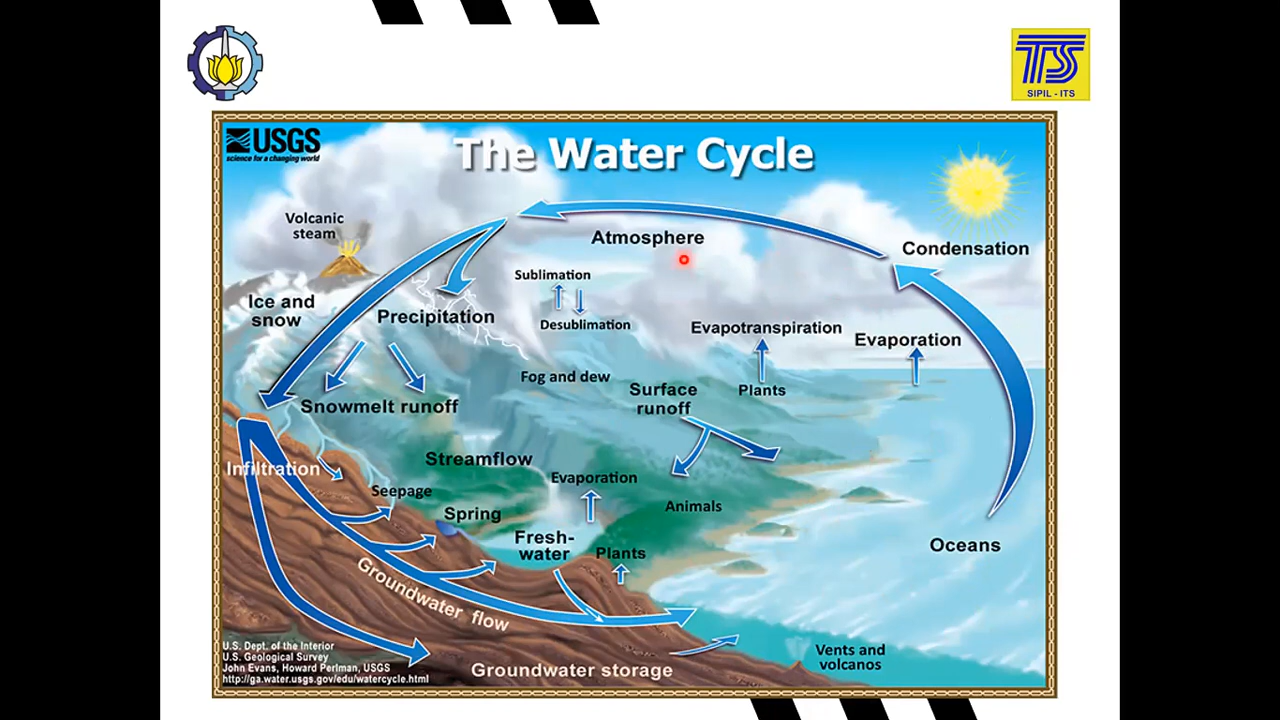 TS
SIPIL - ITS
USGS
science for a changing world
The Water Cycle
Volcanic
steam
Atmosphere
Condensation
Sublimation
Ice and
snow
Precipitation
Desublimation
Evapotranspiration
Evaporation
Fog and dew
Surface
runoff
Plants
Snowmelt runoff
Streamflow
Infiltration
Evaporation
Seepage
Animals
Spring
Fresh-
water
Plants
Oceans
Groundwater flow
U.S. Dept. of the Interior
U.S. Geological Survey
John Evans, Howard Perlman, USGS
http://ga.water.usgs.gov/edu/watercycle.html
Groundwater storage
Vents and
volcanos